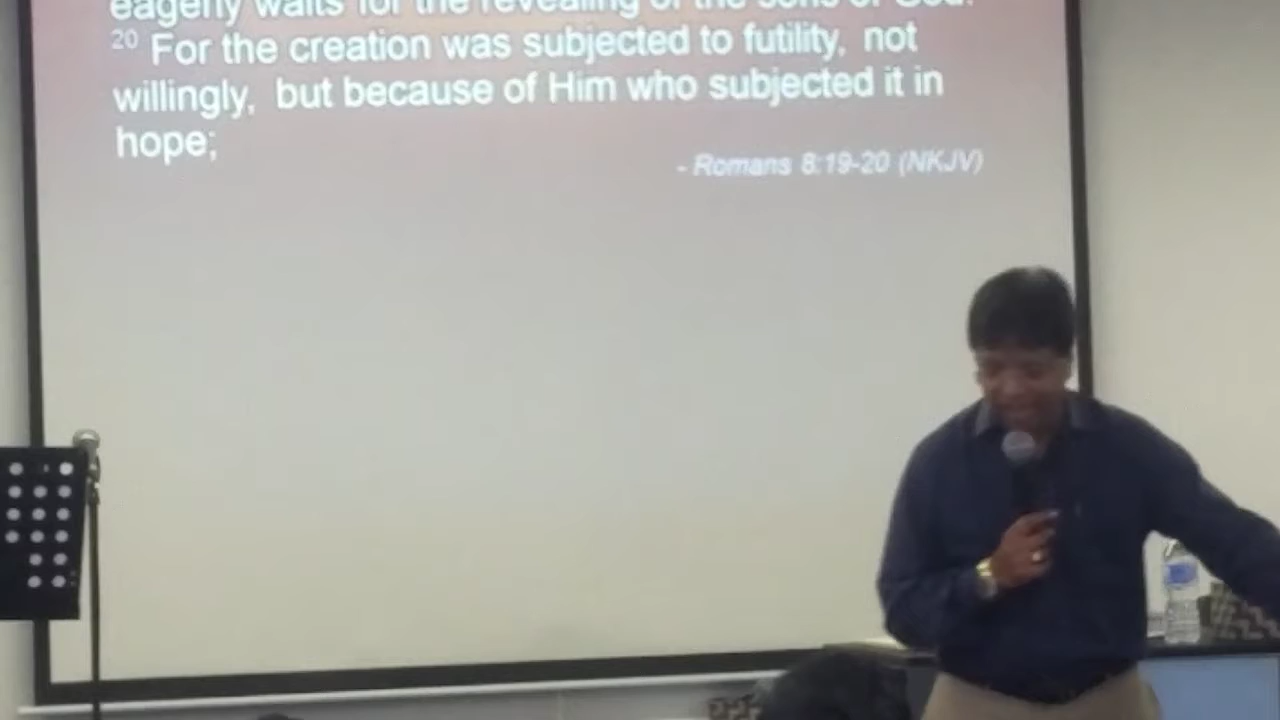 eagerly waits for the revealing of the sons of God.
20 For the creation was subjected to futility, not
willingly, but because of Him who subjected it in
hope;
- Romans 8:19-20 (NKJV)